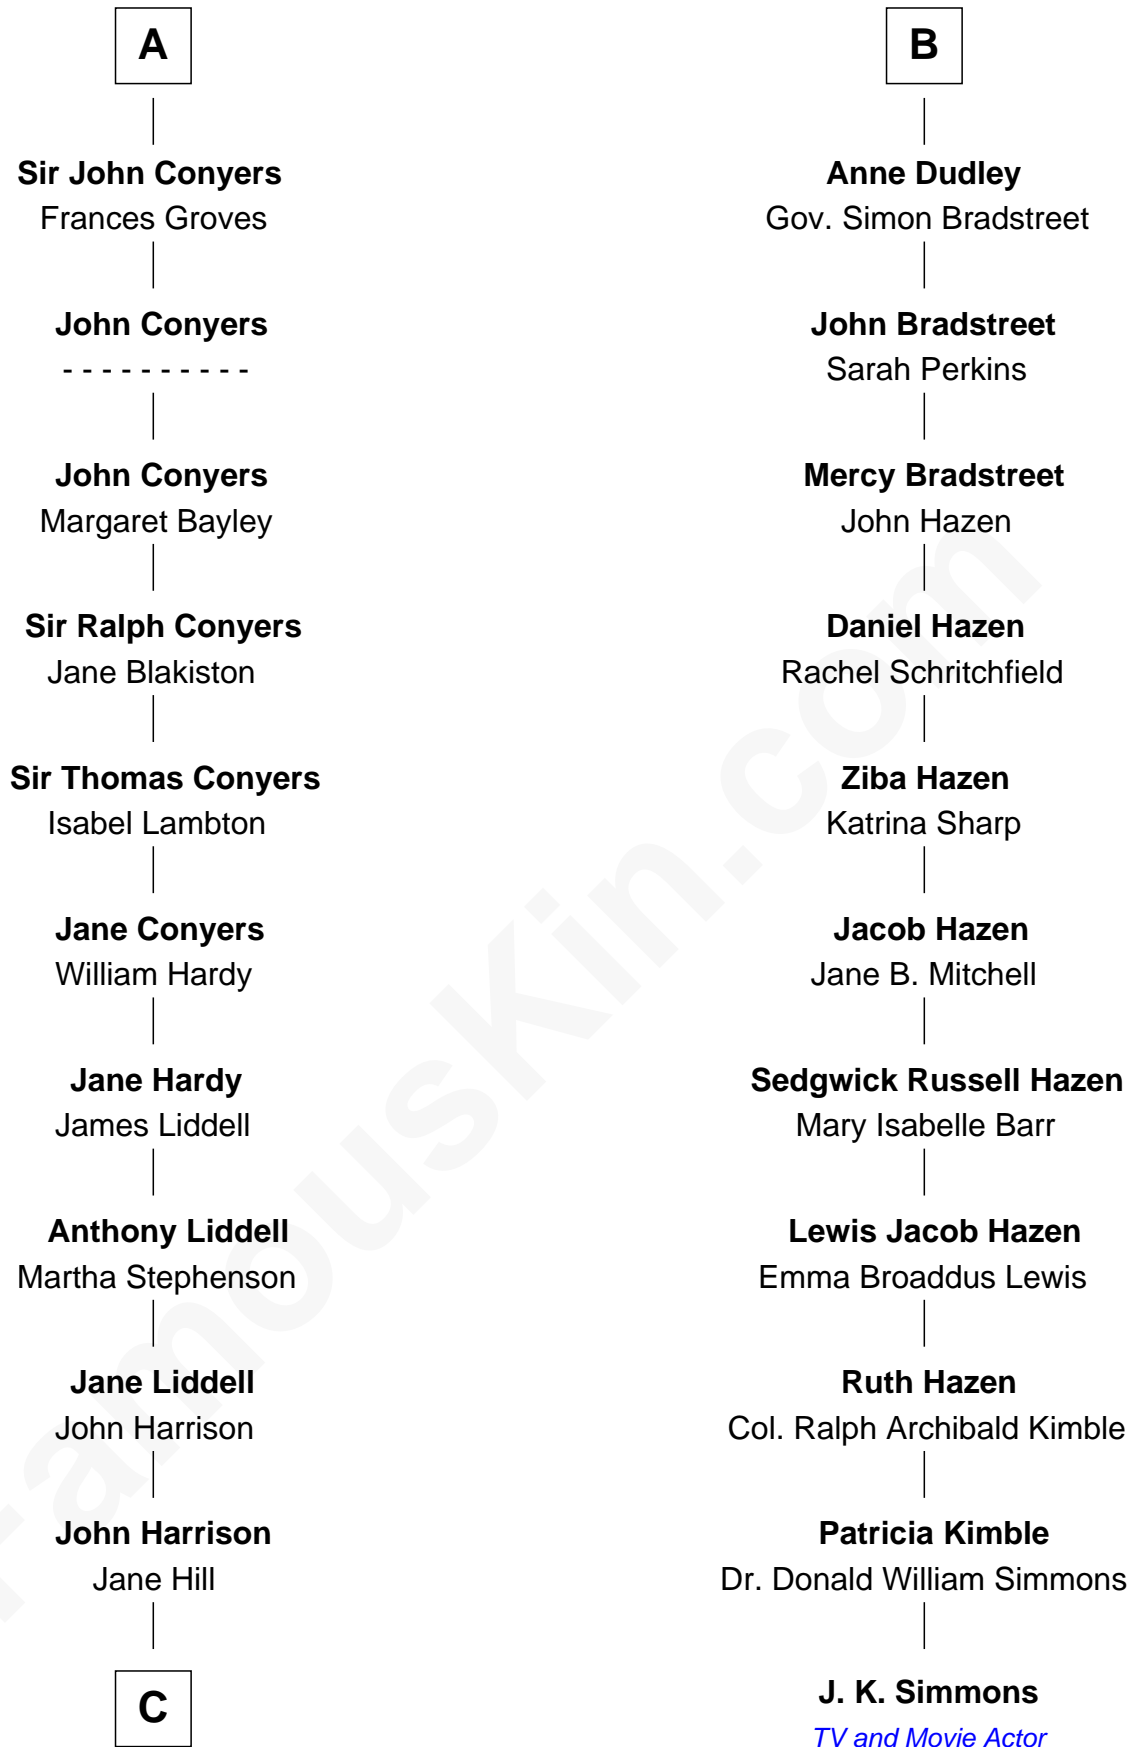 A
Sir John Conyers
Frances Groves
John Conyers
- - - - - - - - - -
John Conyers
Margaret Bayley
Sir Ralph Conyers
Jane Blakiston
Sir Thomas Conyers
Isabel Lambton
Jane Conyers
William Hardy
Jane Hardy
James Liddell
Anthony Liddell
Martha Stephenson
Jane Liddell
John Harrison
John Harrison
Jane Hill
C
B
Anne Dudley
Gov. Simon Bradstreet
John Bradstreet
Sarah Perkins
Mercy Bradstreet
John Hazen
Daniel Hazen
Rachel Schritchfield
Ziba Hazen
Katrina Sharp
Jacob Hazen
Jane B. Mitchell
Sedgwick Russell Hazen
Mary Isabelle Barr
Lewis Jacob Hazen
Emma Broaddus Lewis
Ruth Hazen
Col. Ralph Archibald Kimble
Patricia Kimble
Dr. Donald William Simmons
J. K. Simmons
TV and Movie Actor
FamousKin.com